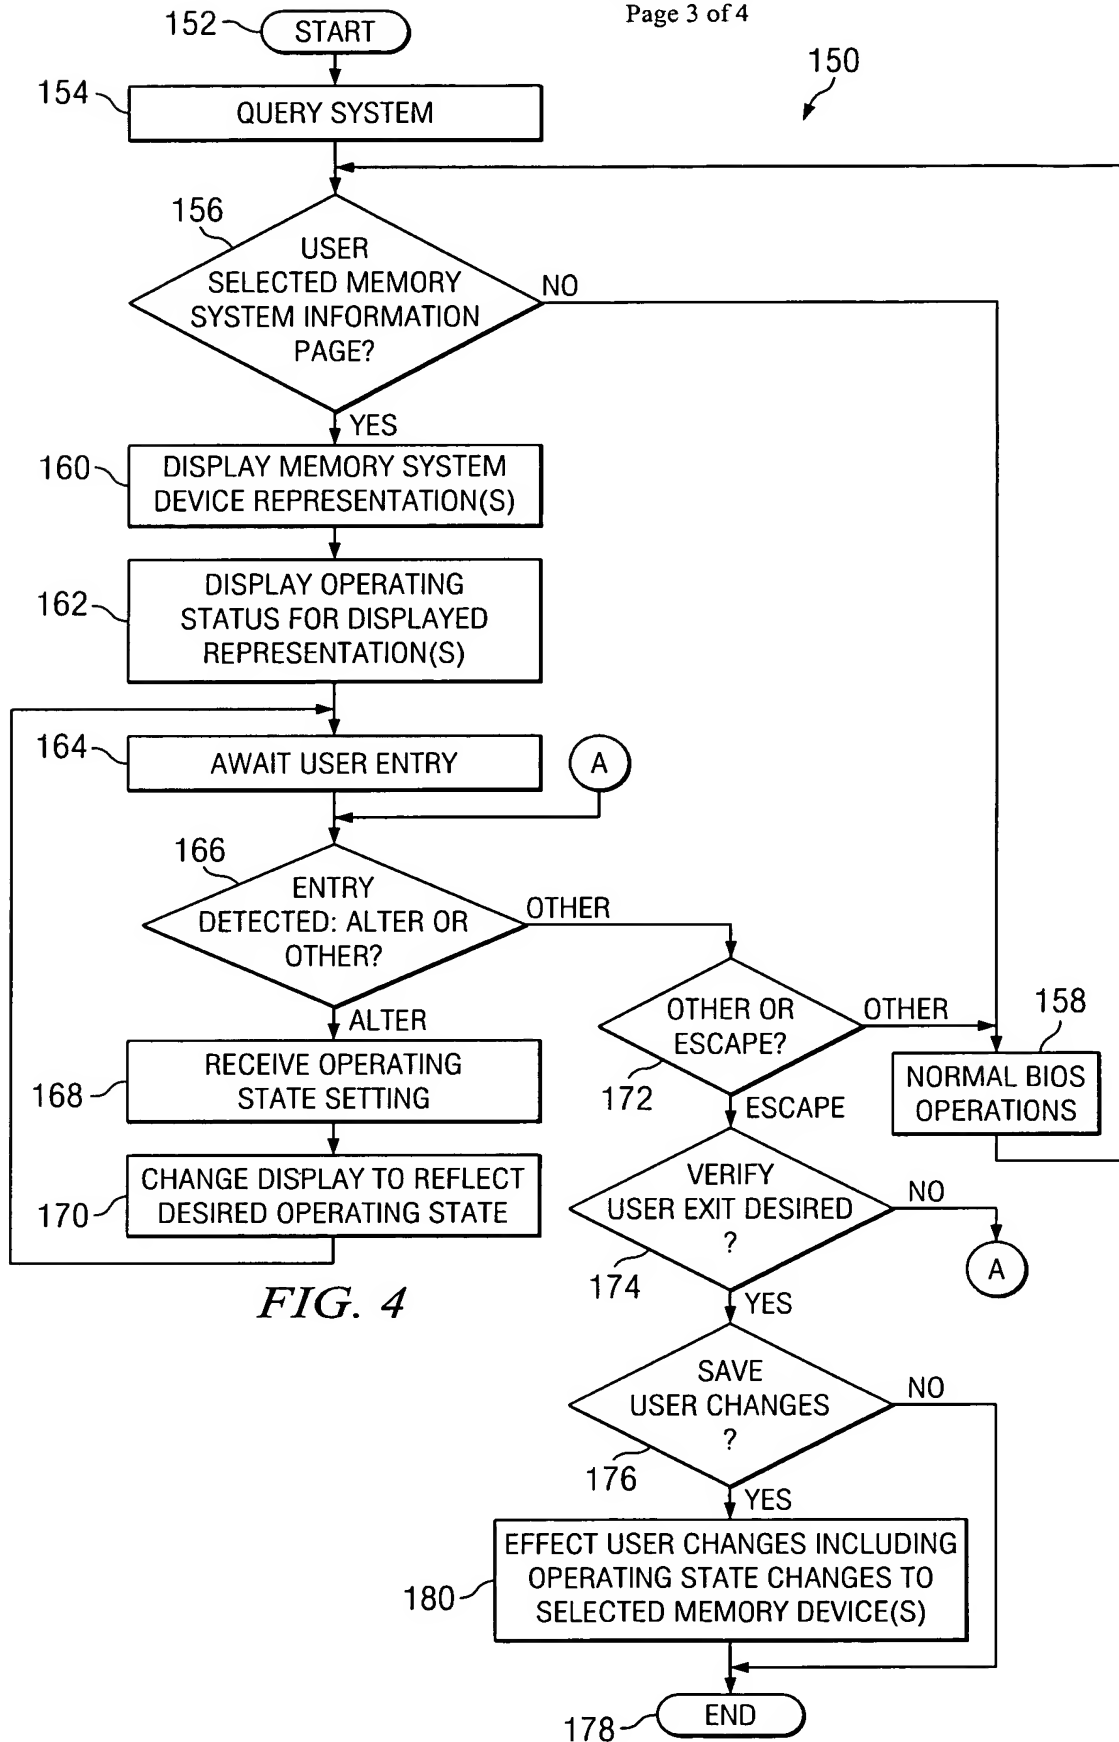 Page 3 of 4
152
START
150
154
QUERY SYSTEM
156
USER
SELECTED MEMORY
SYSTEM INFORMATION
PAGE?
NO
YES
160
DISPLAY MEMORY SYSTEM
DEVICE REPRESENTATION(S)
162
DISPLAY OPERATING
STATUS FOR DISPLAYED
REPRESENTATION(S)
164
AWAIT USER ENTRY
A
166
ENTRY
DETECTED: ALTER OR
OTHER?
OTHER
ALTER
168
RECEIVE OPERATING
STATE SETTING
170
CHANGE DISPLAY TO REFLECT
DESIRED OPERATING STATE
OTHER OR
ESCAPE?
172
OTHER
158
NORMAL BIOS
OPERATIONS
ESCAPE
VERIFY
USER EXIT DESIRED
?
174
NO
A
YES
FIG. 4
SAVE
USER CHANGES
?
176
NO
YES
180
EFFECT USER CHANGES INCLUDING
OPERATING STATE CHANGES TO
SELECTED MEMORY DEVICE(S)
178
END